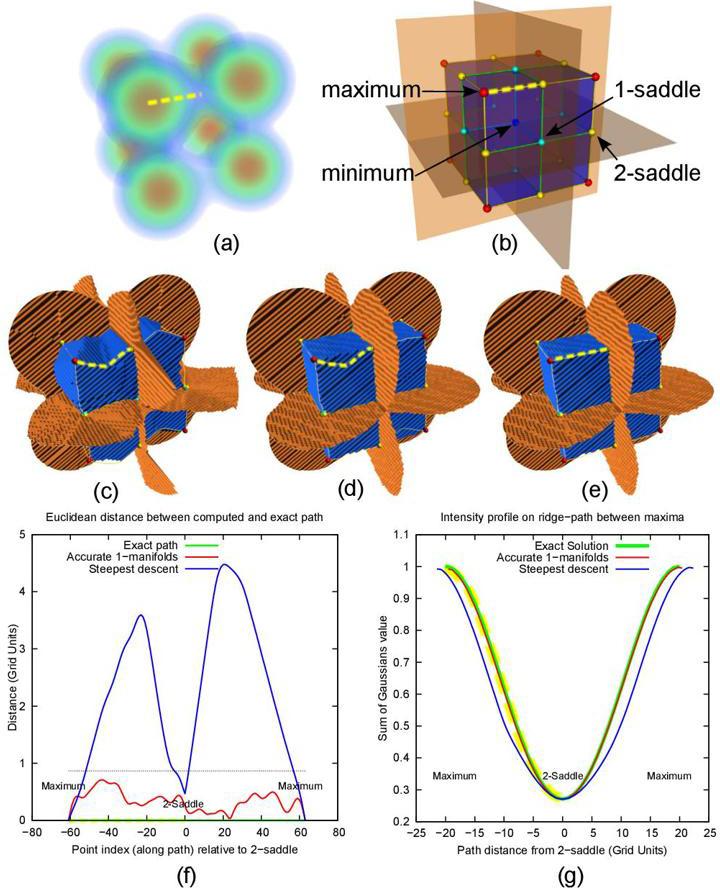 (a)
maximum
minimum
1-saddle
2-saddle
(b)
(c)
(d)
(e)
Euclidean distance between computed and exact path
Exact path
Accurate 1-manifolds
Steepest descent
Distance (Grid Units)
5
4
3
2
1
0
Maximum
2-Saddle
Maximum
-80 -60 -40 -20 0 20 40 60 80
Point index (along path) relative to 2-saddle
(f)
Intensity profile on ridge-path between maxima
Exact Solution
Accurate 1-manifolds
Steepest descent
Sum of Gaussians value
1.1
1
0.9
0.8
0.7
0.6
0.5
0.4
0.3
0.2
Maximum
2-Saddle
Maximum
-25 -20 -15 -10 -5 0 5 10 15 20 25
Path distance from 2-saddle (Grid Units)
(g)